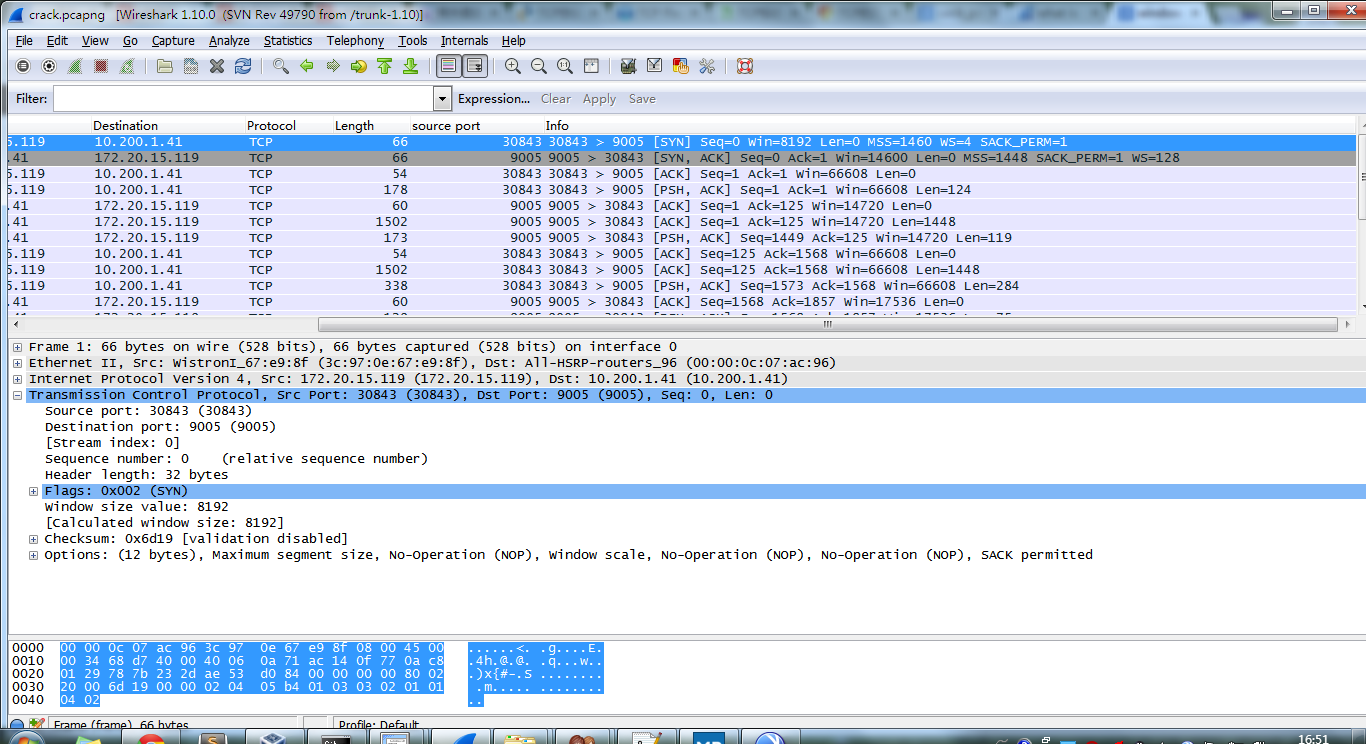 crack.pcapng [Wireshark 1.10.0 (SVN Rev 49790 from /trunk-1.10)]
File Edit View Go Capture Analyze Statistics Telephony Tools Internals Help
Filter: Expression... Clear Apply Save
Destination Protocol Length source port Info
5.119 10.200.1.41 TCP 66 30843 30843 > 9005 [SYN] Seq=0 Win=8192 Len=0 MSS=1460 WS=4 SACK_PERM=1
.41 172.20.15.119 TCP 66 9005 9005 > 30843 [SYN, ACK] Seq=0 Ack=1 Win=14600 Len=0 MSS=1448 SACK_PERM=1 WS=128
5.119 10.200.1.41 TCP 54 30843 30843 > 9005 [ACK] Seq=1 Ack=1 Win=66608 Len=0
5.119 10.200.1.41 TCP 178 30843 30843 > 9005 [PSH, ACK] Seq=1 Ack=1 Win=66608 Len=124
.41 172.20.15.119 TCP 60 9005 9005 > 30843 [ACK] Seq=1 Ack=125 Win=14720 Len=0
.41 172.20.15.119 TCP 1502 9005 9005 > 30843 [ACK] Seq=1 Ack=125 Win=14720 Len=1448
.41 172.20.15.119 TCP 173 9005 9005 > 30843 [PSH, ACK] Seq=1449 Ack=125 Win=14720 Len=119
5.119 10.200.1.41 TCP 54 30843 30843 > 9005 [ACK] Seq=125 Ack=1568 Win=66608 Len=0
5.119 10.200.1.41 TCP 1502 30843 30843 > 9005 [ACK] Seq=125 Ack=1568 Win=66608 Len=1448
5.119 10.200.1.41 TCP 338 30843 30843 > 9005 [PSH, ACK] Seq=1573 Ack=1568 Win=66608 Len=284
.41 172.20.15.119 TCP 60 9005 9005 > 30843 [ACK] Seq=1568 Ack=1857 Win=17536 Len=0
Frame 1: 66 bytes on wire (528 bits), 66 bytes captured (528 bits) on interface 0
Ethernet II, Src: WistronI_67:e9:8f (3c:97:0e:67:e9:8f), Dst: All-HSRP-routers_96 (00:00:0c:07:ac:96)
Internet Protocol Version 4, Src: 172.20.15.119 (172.20.15.119), Dst: 10.200.1.41 (10.200.1.41)
Transmission Control Protocol, Src Port: 30843 (30843), Dst Port: 9005 (9005), Seq: 0, Len: 0
Source port: 30843 (30843)
Destination port: 9005 (9005)
[Stream index: 0]
Sequence number: 0 (relative sequence number)
Header length: 32 bytes
Flags: 0x002 (SYN)
Window size value: 8192
[Calculated window size: 8192]
Checksum: 0x6d19 [validation disabled]
Options: (12 bytes), Maximum segment size, No-Operation (NOP), Window scale, No-Operation (NOP), No-Operation (NOP), SACK permitted
0000 00 00 0c 07 ac 96 3c 97 0e 67 e9 8f 08 00 45 00 ......<. .g....E.
0010 00 34 68 d7 40 00 40 06 0a 71 ac 14 0f 77 0a c8 .4h.@.@. .q...w..
0020 01 29 78 7b 23 2d ae 53 d0 84 00 00 00 00 80 02 .)x{#-.S ........
0030 20 00 6d 19 00 00 02 04 05 b4 01 03 03 02 01 01 .m..... ........
0040 04 02 ..
Frame (frame), 66 bytes Profile: Default
16:51